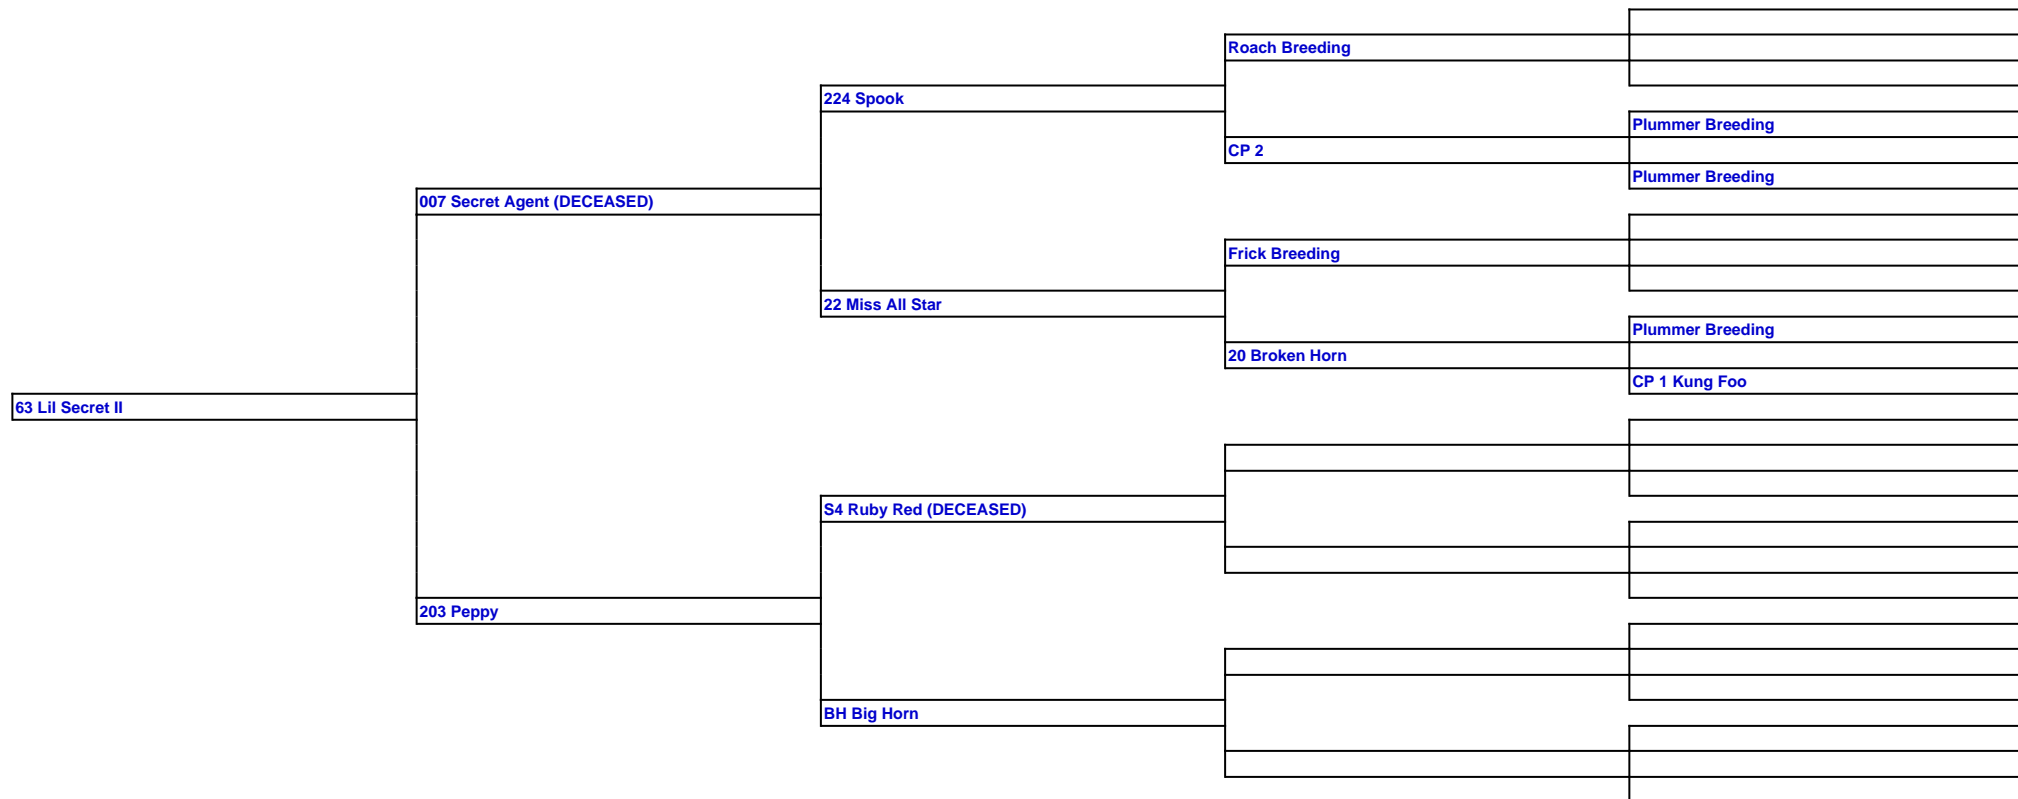 Roach Breeding
224 Spook
Plummer Breeding
CP 2
Plummer Breeding
007 Secret Agent (DECEASED)
Frick Breeding
22 Miss All Star
Plummer Breeding
20 Broken Horn
CP 1 Kung Foo
63 Lil Secret II
S4 Ruby Red (DECEASED)
203 Peppy
BH Big Horn